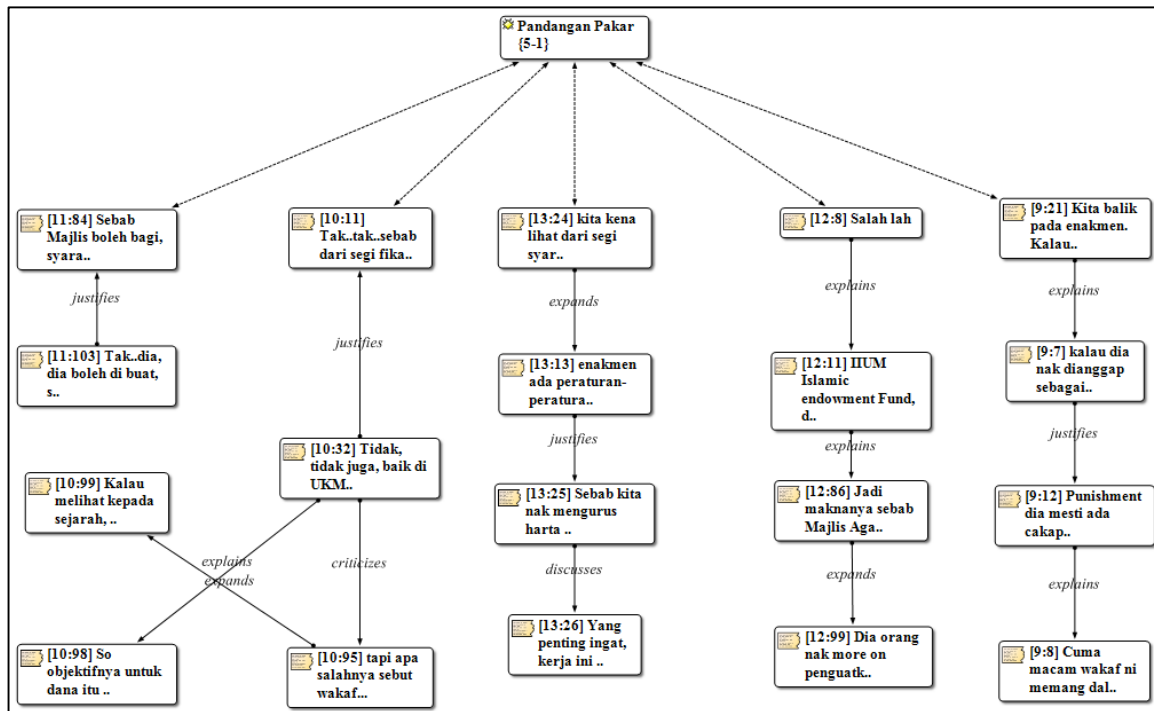 Pandangan Pakar
{5-1}
[11:84] Sebab
Majlis boleh bagi,
syara..
[10:11]
Tak..tak..sebab
dari segi fika..
[13:24] kita kena
lihat dari segi
syar..
[12:8] Salah lah
[9:21] Kita balik
pada enakmen.
Kalau..
justifies
justifies
expands
explains
explains
[11:103] Tak..dia,
dia boleh di buat,
s..
[13:13] enakmen
ada peraturan-
peratura..
[12:11] IIUM
Islamic
endowment Fund,
d..
[9:7] kalau dia
nak dianggap
sebagai..
justifies
explains
justifies
[10:32] Tidak,
tidak juga, baik di
UKM..
[10:99] Kalau
melihat kepada
sejarah, ..
[13:25] Sebab kita
nak mengurus
harta ..
[12:86] Jadi
maknanya sebab
Majlis Aga..
[9:12] Punishment
dia mesti ada
cakap..
explains
expands
criticizes
discusses
expands
explains
[10:98] So
objektifnya untuk
dana itu ..
[10:95] tapi apa
salahnya sebut
wakaf...
[13:26] Yang
penting ingat,
kerja ini ..
[12:99] Dia orang
nak more on
penguatk..
[9:8] Cuma
macam wakaf ni
memang dal..